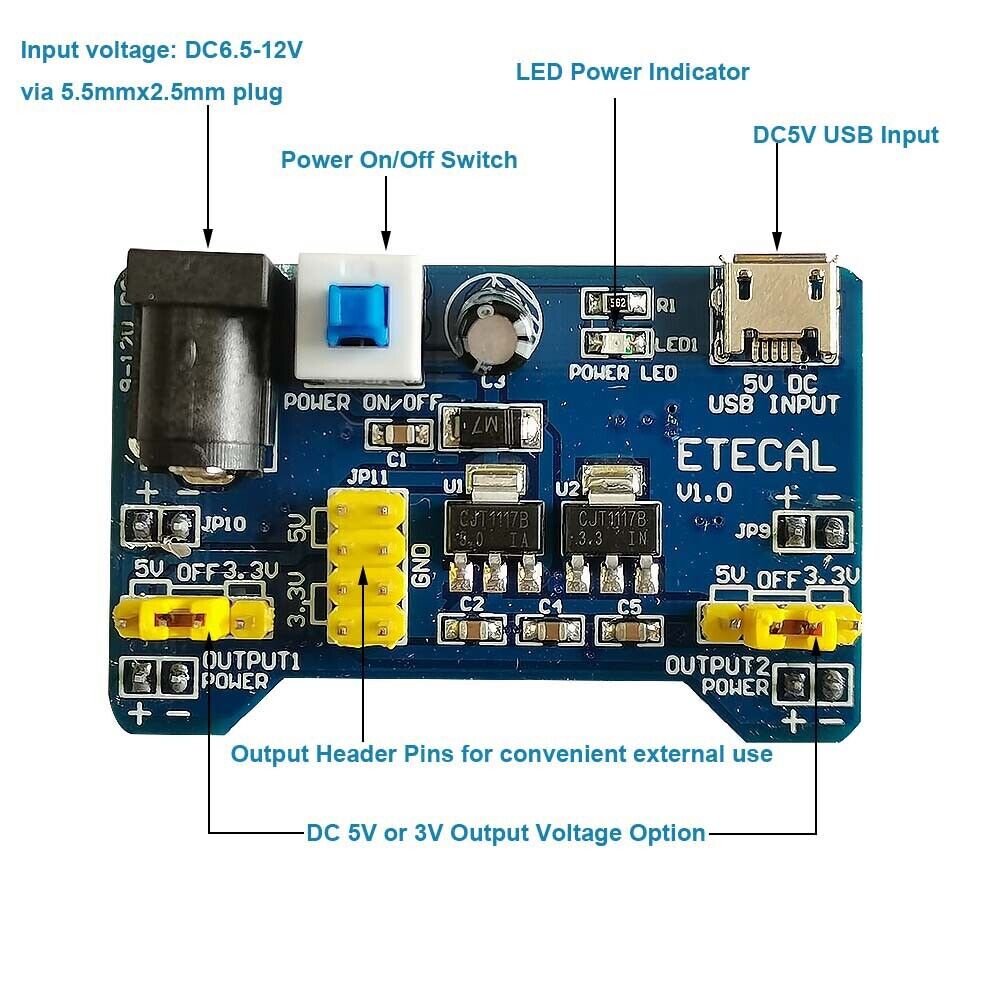 Input voltage: DC6.5-12V
via 5.5mmx2.5mm plug
LED Power Indicator
DC5V USB Input
Power On/Off Switch
562
R1
LED1
POWER LED
5V DC
USB INPUT
C3
POWER ON/OFF
M7
C1
ETECAL
V1.0
JP11
U1
U2
+ -
+ -
JP10
5V
GND
3.3V
CJT1117B
5.0 IA
CJT1117B
3.3 IN
JP9
5V OFF 3.3V
5V OFF 3.3V
C2
C4
C5
OUTPUT1
POWER
OUTPUT2
POWER
+ -
+ -
Output Header Pins for convenient external use
DC 5V or 3V Output Voltage Option